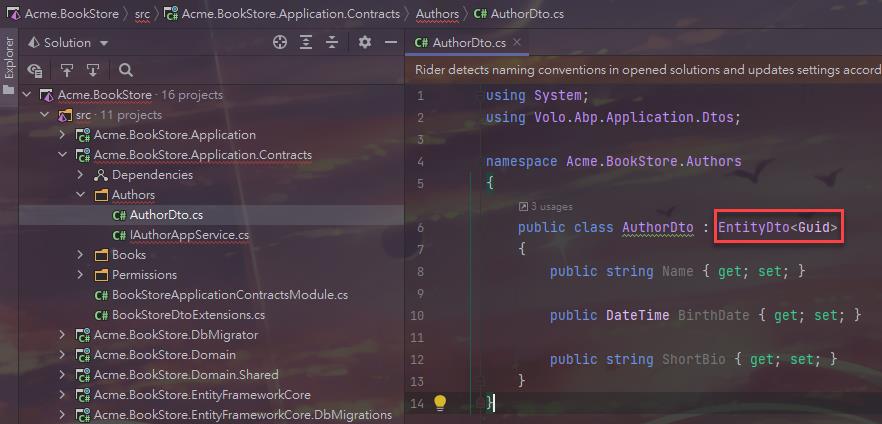 Acme.BookStore > src > Acme.BookStore.Application.Contracts > Authors > AuthorDto.cs
Explorer
Solution
AuthorDto.cs
Rider detects naming conventions in opened solutions and updates settings accord
Acme.BookStore · 16 projects
src · 11 projects
Acme.BookStore.Application
Acme.BookStore.Application.Contracts
Dependencies
Authors
AuthorDto.cs
IAuthorAppService.cs
Books
Permissions
BookStoreApplicationContractsModule.cs
BookStoreDtoExtensions.cs
Acme.BookStore.DbMigrator
Acme.BookStore.Domain
Acme.BookStore.Domain.Shared
Acme.BookStore.EntityFrameworkCore
Acme.BookStore.EntityFrameworkCore.DbMigrations
1 using System;
2 using Volo.Abp.Application.Dtos;
3
4 namespace Acme.BookStore.Authors
5 {
3 usages
6 public class AuthorDto : EntityDto<Guid>
7 {
8 public string Name { get; set; }
9
10 public DateTime BirthDate { get; set; }
11
12 public string ShortBio { get; set; }
13 }
14 }